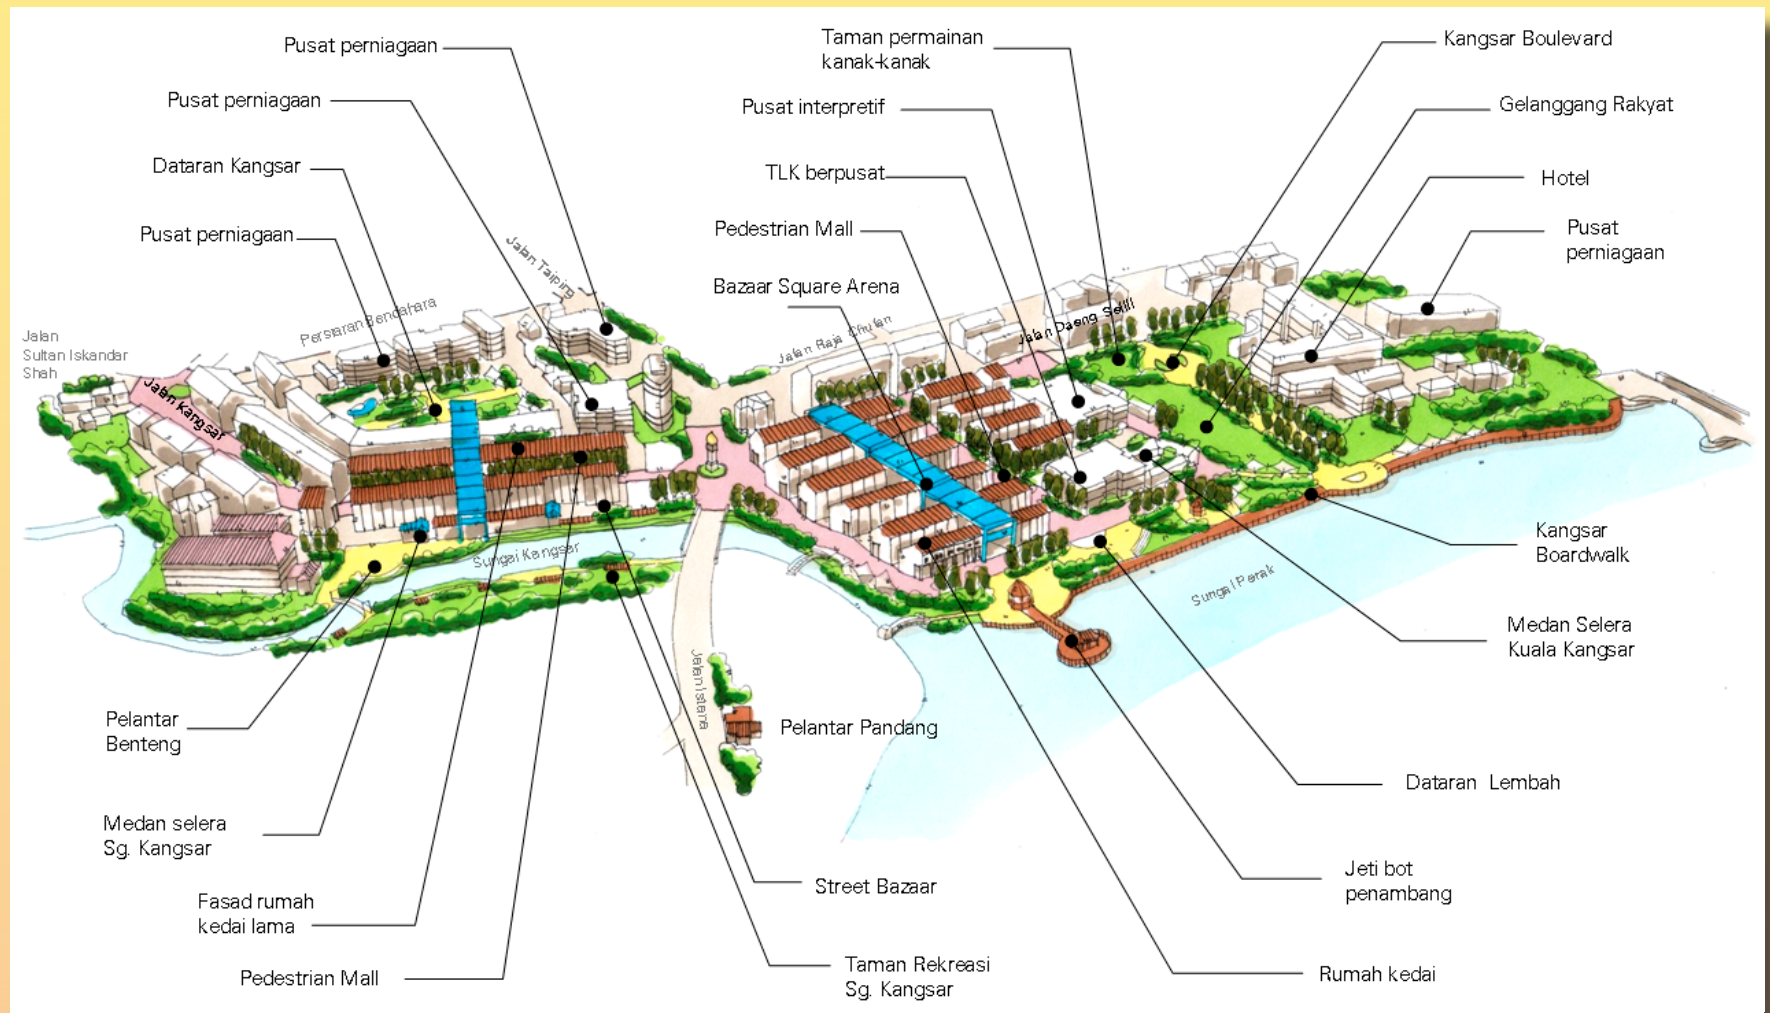 Pusat perniagaan
Pusat perniagaan
Dataran Kangsar
Pusat perniagaan
Taman permainan
kanak-kanak
Pusat interpretif
TLK berpusat
Pedestrian Mall
Bazaar Square Arena
Kangsar Boulevard
Gelanggang Rakyat
Hotel
Pusat
perniagaan
Jalan
Sultan Iskandar
Shah
Jalan Kangsar
Persiaran Bendahara
Jalan Taiping
Jalan Raja Chulan
Jalan Daeng Selili
Sungai Kangsar
Sungai Perak
Jalan Istana
Kangsar
Boardwalk
Medan Selera
Kuala Kangsar
Pelantar
Benteng
Pelantar Pandang
Dataran Lembah
Medan selera
Sg. Kangsar
Fasad rumah
kedai lama
Pedestrian Mall
Street Bazaar
Taman Rekreasi
Sg. Kangsar
Jeti bot
penambang
Rumah kedai